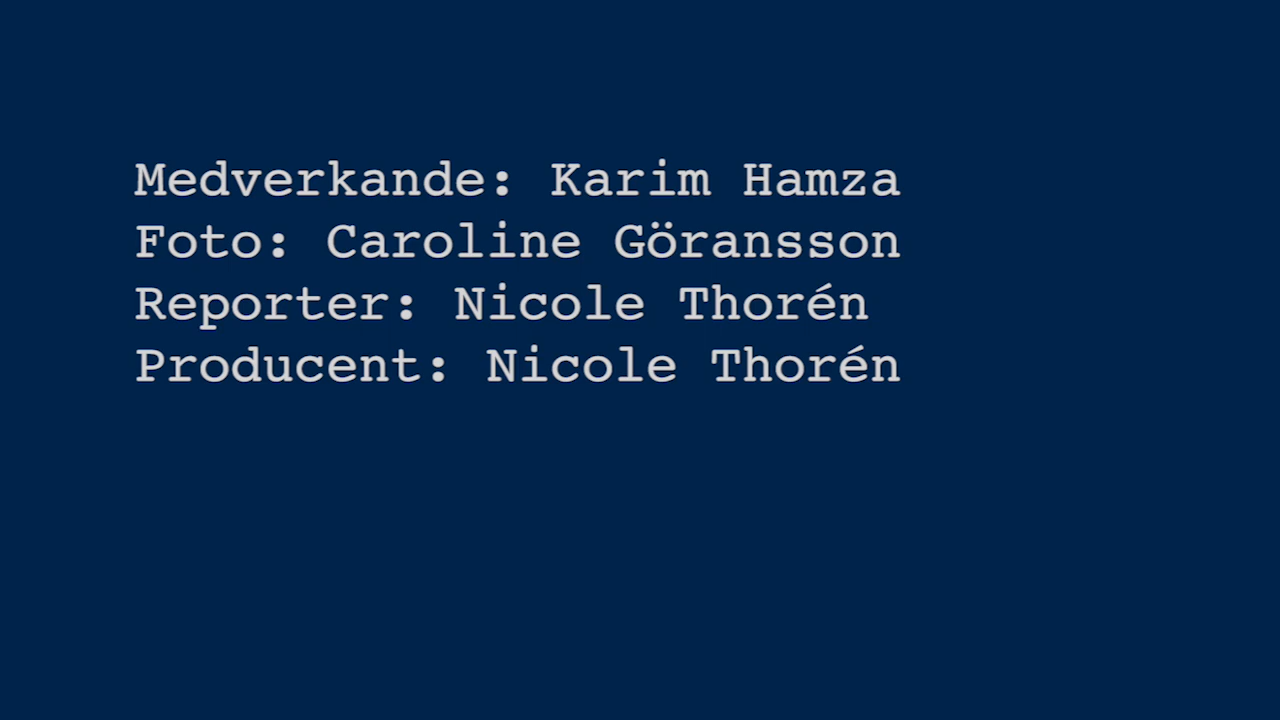 Medverkande: Karim Hamza
Foto: Caroline Göransson
Reporter: Nicole Thorén
Producent: Nicole Thorén